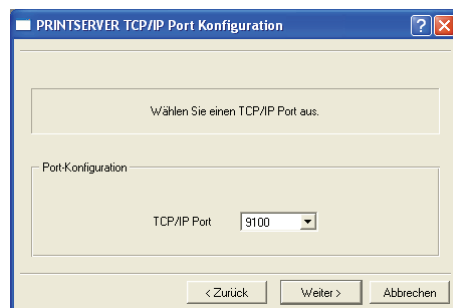 PRINTSERVER TCP/IP Port Konfiguration
Wählen Sie einen TCP/IP Port aus.
Port-Konfiguration
TCP/IP Port 9100
< Zurück Weiter > Abbrechen